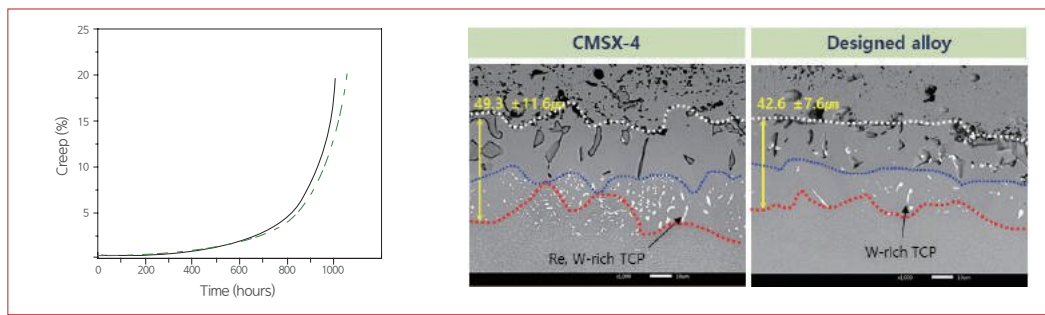 25
20
15
10
5
0
200
400
600
800
1000
Creep (%)
Time (hours)
CMSX-4
Designed alloy
49.3 ±11.6㎛
42.6 ±7.6㎛
Re, W-rich TCP
W-rich TCP
10㎛